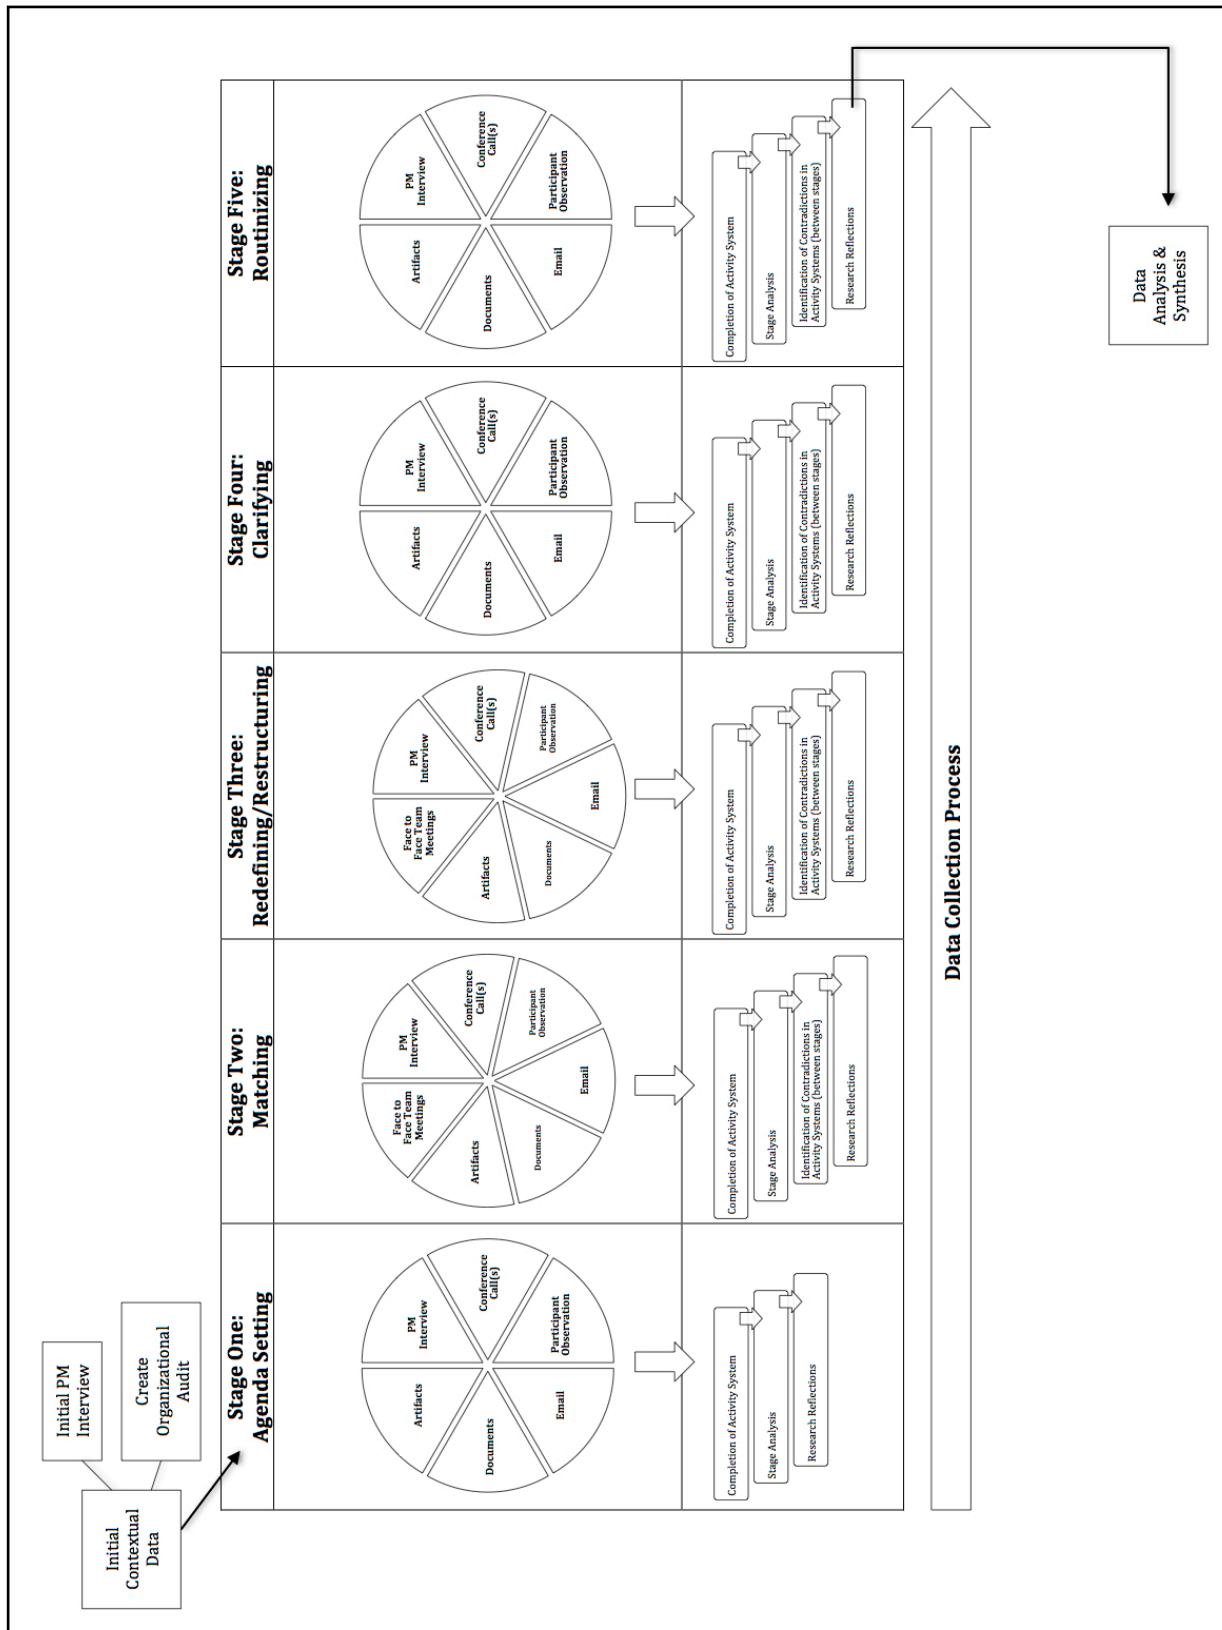 Initial
Contextual
Data
Initial PM
Interview
Create
Organizational
Audit
Stage One:
Agenda Setting
PM
Interview
Conference
Call(s)
Participant
Observation
Email
Documents
Artifacts
Completion of Activity System
Stage Analysis
Research Reflections
Stage Two:
Matching
PM
Interview
Conference
Call(s)
Participant
Observation
Email
Documents
Artifacts
Face to
Face Team
Meetings
Completion of Activity System
Stage Analysis
Identification of Contradictions in
Activity Systems (between stages)
Research Reflections
Stage Three:
Redefining/Restructuring
PM
Interview
Conference
Call(s)
Participant
Observation
Email
Documents
Artifacts
Face to
Face Team
Meetings
Completion of Activity System
Stage Analysis
Identification of Contradictions in
Activity Systems (between stages)
Research Reflections
Stage Four:
Clarifying
PM
Interview
Conference
Call(s)
Participant
Observation
Email
Documents
Artifacts
Completion of Activity System
Stage Analysis
Identification of Contradictions in
Activity Systems (between stages)
Research Reflections
Stage Five:
Routinizing
PM
Interview
Conference
Call(s)
Participant
Observation
Email
Documents
Artifacts
Completion of Activity System
Stage Analysis
Identification of Contradictions in
Activity Systems (between stages)
Research Reflections
Data Collection Process
Data
Analysis &
Synthesis